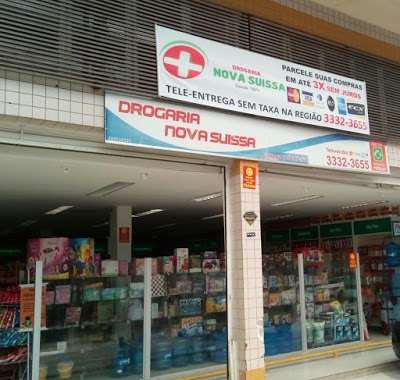 DROGARIA
NOVA SUISSA
PARCELE SUAS COMPRAS
EM ATÉ 3X SEM JUROS
TELE-ENTREGA SEM TAXA NA REGIÃO 3332-3655
DROGARIA
NOVA SUISSA
3332-3655